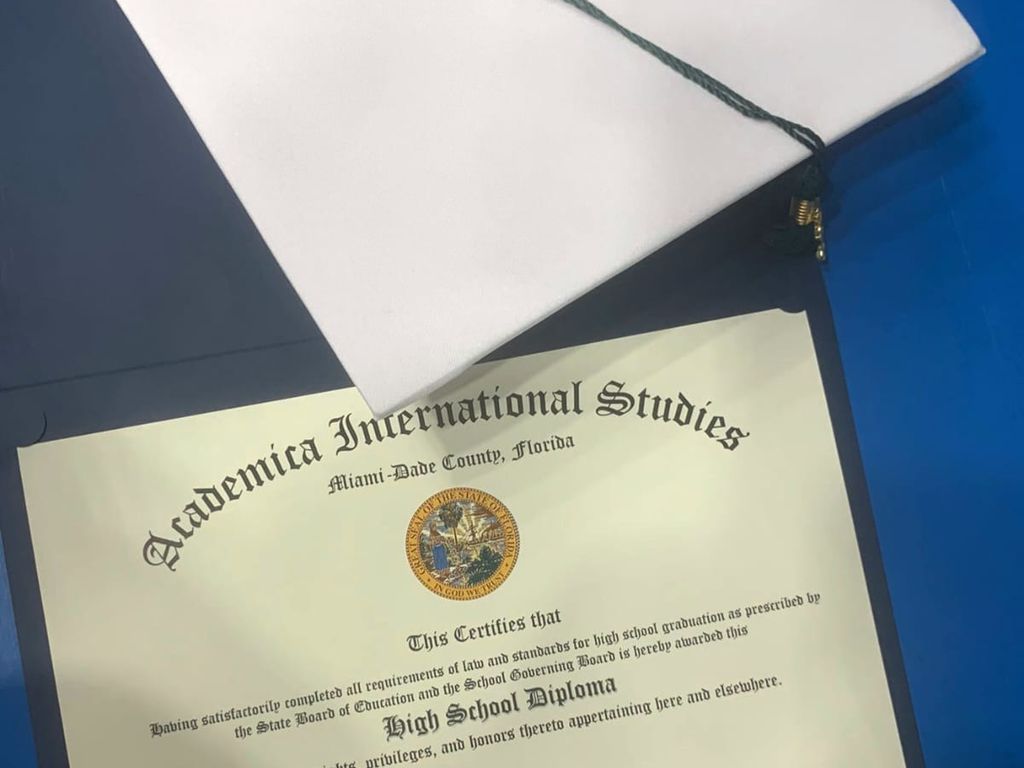 Academica International Studies
Miami-Dade County, Florida
GREAT SEAL OF THE STATE OF FLORIDA
IN GOD WE TRUST
This Certifies that
Having satisfactorily completed all requirements of law and standards for high school graduation as prescribed by
the State Board of Education and the School Governing Board is hereby awarded this
High School Diploma
privileges, and honors thereto appertaining here and elsewhere.